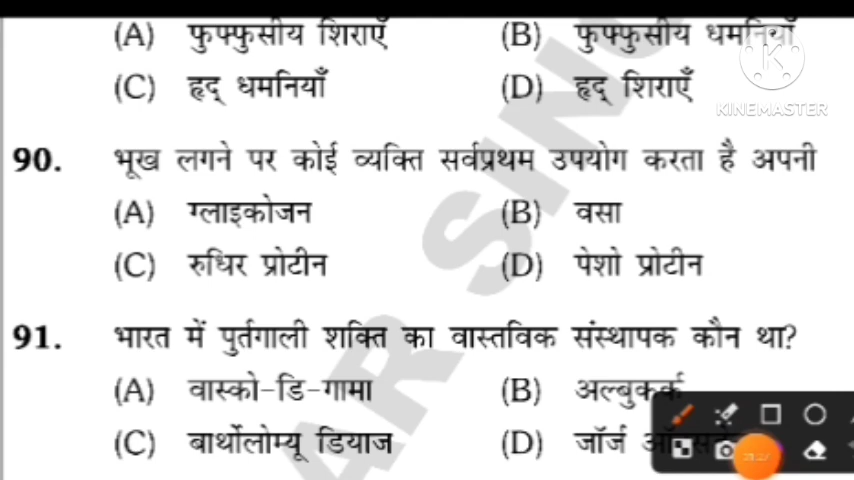 (A) फुफ्फुसीय शिराएँ (B) फुफ्फुसीय धमनियाँ
(C) हृद् धमनियाँ (D) हृद् शिराएँ
KINEMASTER
90. भूख लगने पर कोई व्यक्ति सर्वप्रथम उपयोग करता है अपनी
(A) ग्लाइकोजन (B) वसा
(C) रुधिर प्रोटीन (D) पेशो प्रोटीन
91. भारत में पुर्तगाली शक्ति का वास्तविक संस्थापक कौन था?
(A) वास्को-डि-गामा (B) अल्बुकर्क
(C) बार्थोलोम्यू डियाज (D) जॉर्ज